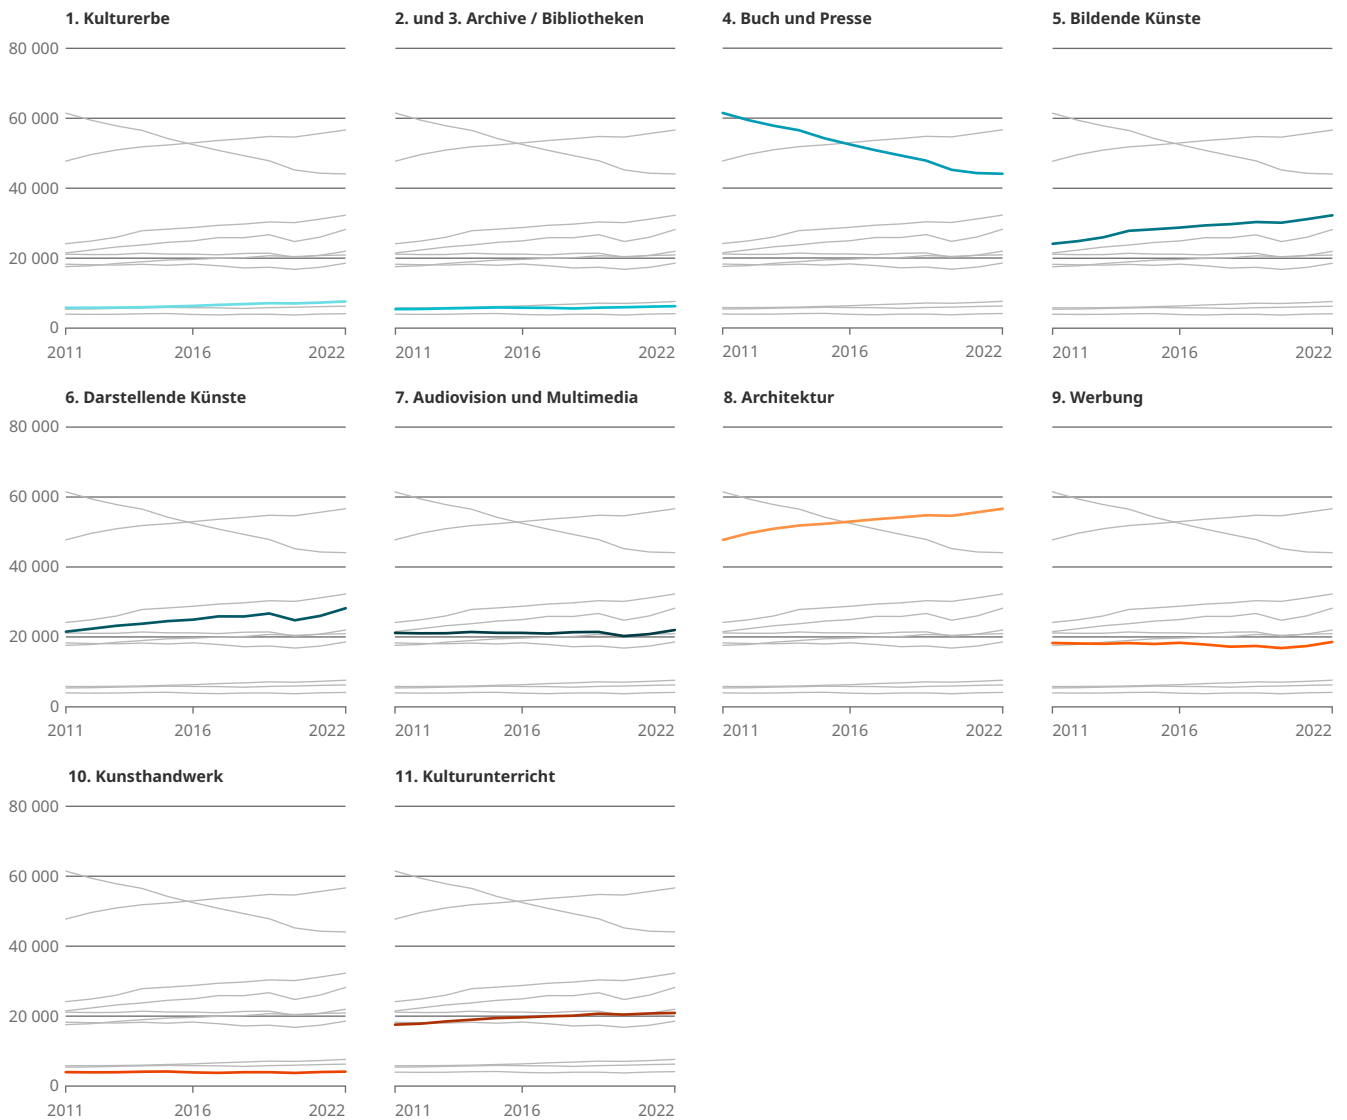 1. Kulturerbe
2. und 3. Archive / Bibliotheken
4. Buch und Presse
5. Bildende Künste
80 000
60 000
40 000
20 000
0
2011 2016 2022
2011 2016 2022
2011 2016 2022
2011 2016 2022
6. Darstellende Künste
7. Audiovision und Multimedia
8. Architektur
9. Werbung
80 000
60 000
40 000
20 000
0
2011 2016 2022
2011 2016 2022
2011 2016 2022
2011 2016 2022
10. Kunsthandwerk
11. Kulturunterricht
80 000
60 000
40 000
20 000
0
2011 2016 2022
2011 2016 2022